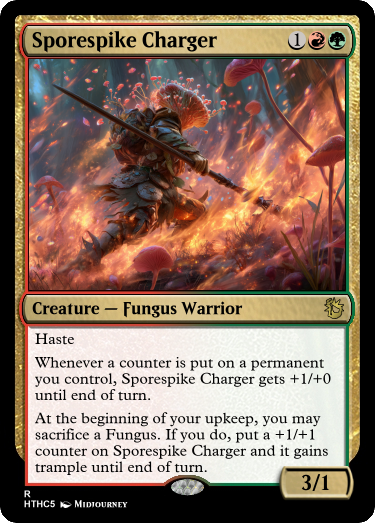 Sporespike Charger 1
Creature — Fungus Warrior
Haste
Whenever a counter is put on a permanent
you control, Sporespike Charger gets +1/+0
until end of turn.
At the beginning of your upkeep, you may
sacrifice a Fungus. If you do, put a +1/+1
counter on Sporespike Charger and it gains
trample until end of turn.
3/1
R
HTHC5 Midjourney